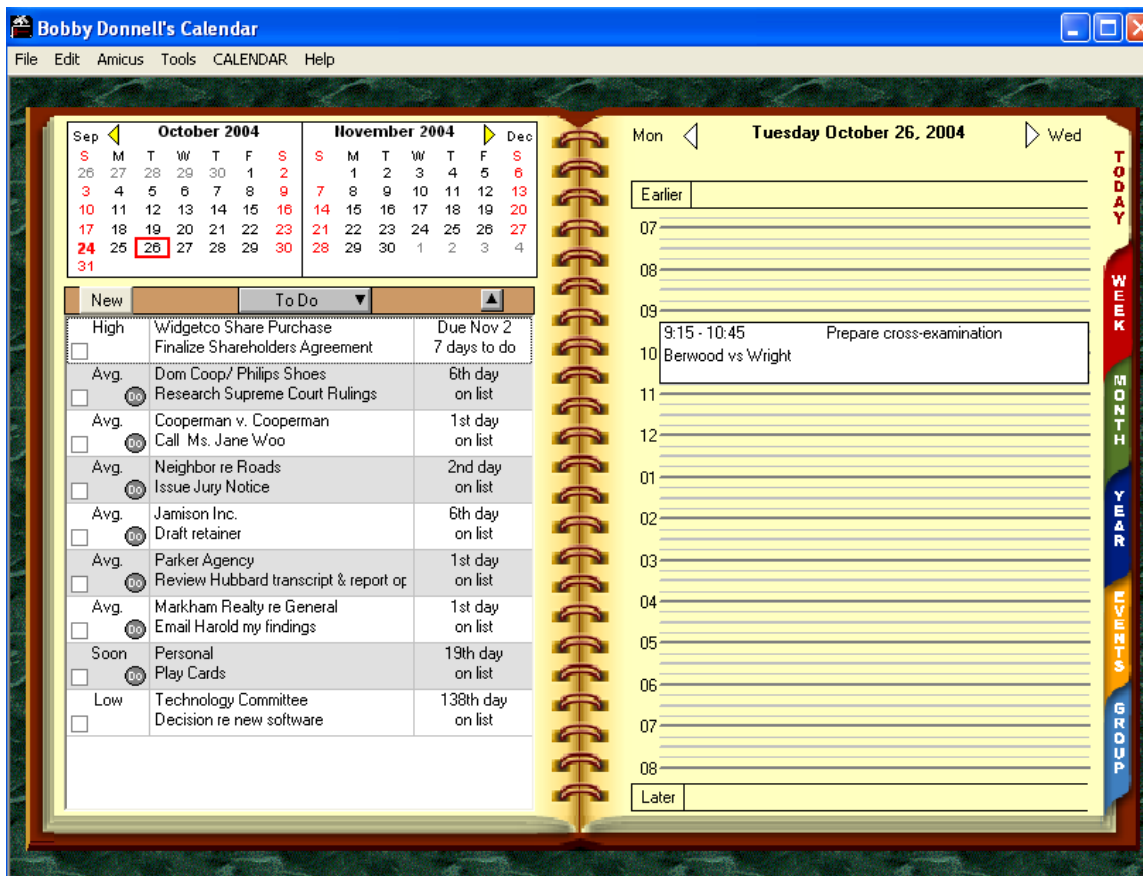 Bobby Donnell's Calendar
File Edit Amicus Tools CALENDAR Help
Sep October 2004 November 2004 Dec
S M T W T F S S M T W T F S
26 27 28 29 30 1 2 1 2 3 4 5 6
3 4 5 6 7 8 9 7 8 9 10 11 12 13
10 11 12 13 14 15 16 14 15 16 17 18 19 20
17 18 19 20 21 22 23 21 22 23 24 25 26 27
24 25 26 27 28 29 30 28 29 30 1 2 3 4
31
New To Do
High Widgetco Share Purchase Due Nov 2
Finalize Shareholders Agreement 7 days to do
Avg. Dom Coop/ Philips Shoes 6th day
Do Research Supreme Court Rulings on list
Avg. Cooperman v. Cooperman 1st day
Do Call Ms. Jane Woo on list
Avg. Neighbor re Roads 2nd day
Do Issue Jury Notice on list
Avg. Jamison Inc. 6th day
Do Draft retainer on list
Avg. Parker Agency 1st day
Do Review Hubbard transcript & report op on list
Avg. Markham Realty re General 1st day
Do Email Harold my findings on list
Soon Personal 19th day
Do Play Cards on list
Low Technology Committee 138th day
Decision re new software on list
Mon Tuesday October 26, 2004 Wed
Earlier
07
08
09
9:15 - 10:45 Prepare cross-examination
10 Berwood vs Wright
11
12
01
02
03
04
05
06
07
08
Later
TODAY
WEEK
MONTH
YEAR
EVENTS
GROUP